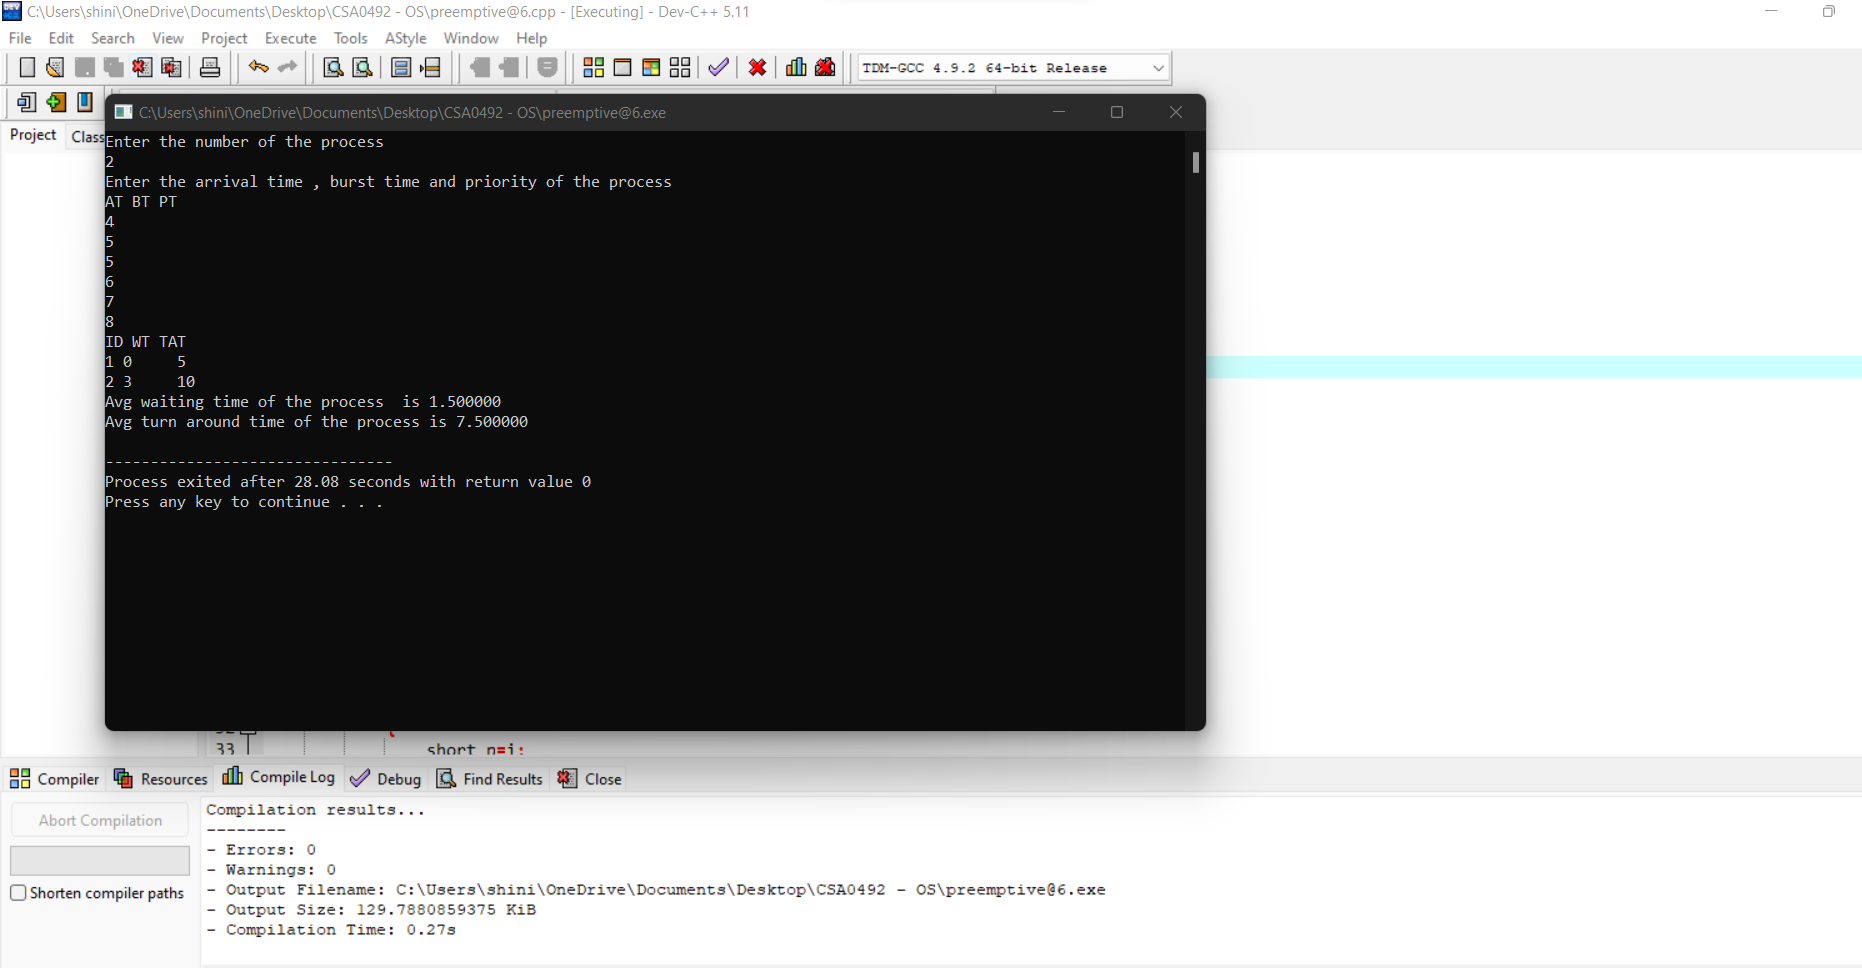 C:\Users\shini\OneDrive\Documents\Desktop\CSA0492 - OS\preemptive@6.cpp - [Executing] - Dev-C++ 5.11
File Edit Search View Project Execute Tools AStyle Window Help
TDM-GCC 4.9.2 64-bit Release
C:\Users\shini\OneDrive\Documents\Desktop\CSA0492 - OS\preemptive@6.exe
Project Class
Enter the number of the process
2
Enter the arrival time , burst time and priority of the process
AT BT PT
4
5
5
6
7
8
ID WT TAT
1 0     5
2 3     10
Avg waiting time of the process  is 1.500000
Avg turn around time of the process is 7.500000
--------------------------------
Process exited after 28.08 seconds with return value 0
Press any key to continue . . .
33 short p=i;
Compiler Resources Compile Log Debug Find Results Close
Abort Compilation
Shorten compiler paths
Compilation results...
--------
- Errors: 0
- Warnings: 0
- Output Filename: C:\Users\shini\OneDrive\Documents\Desktop\CSA0492 - OS\preemptive@6.exe
- Output Size: 129.7880859375 KiB
- Compilation Time: 0.27s